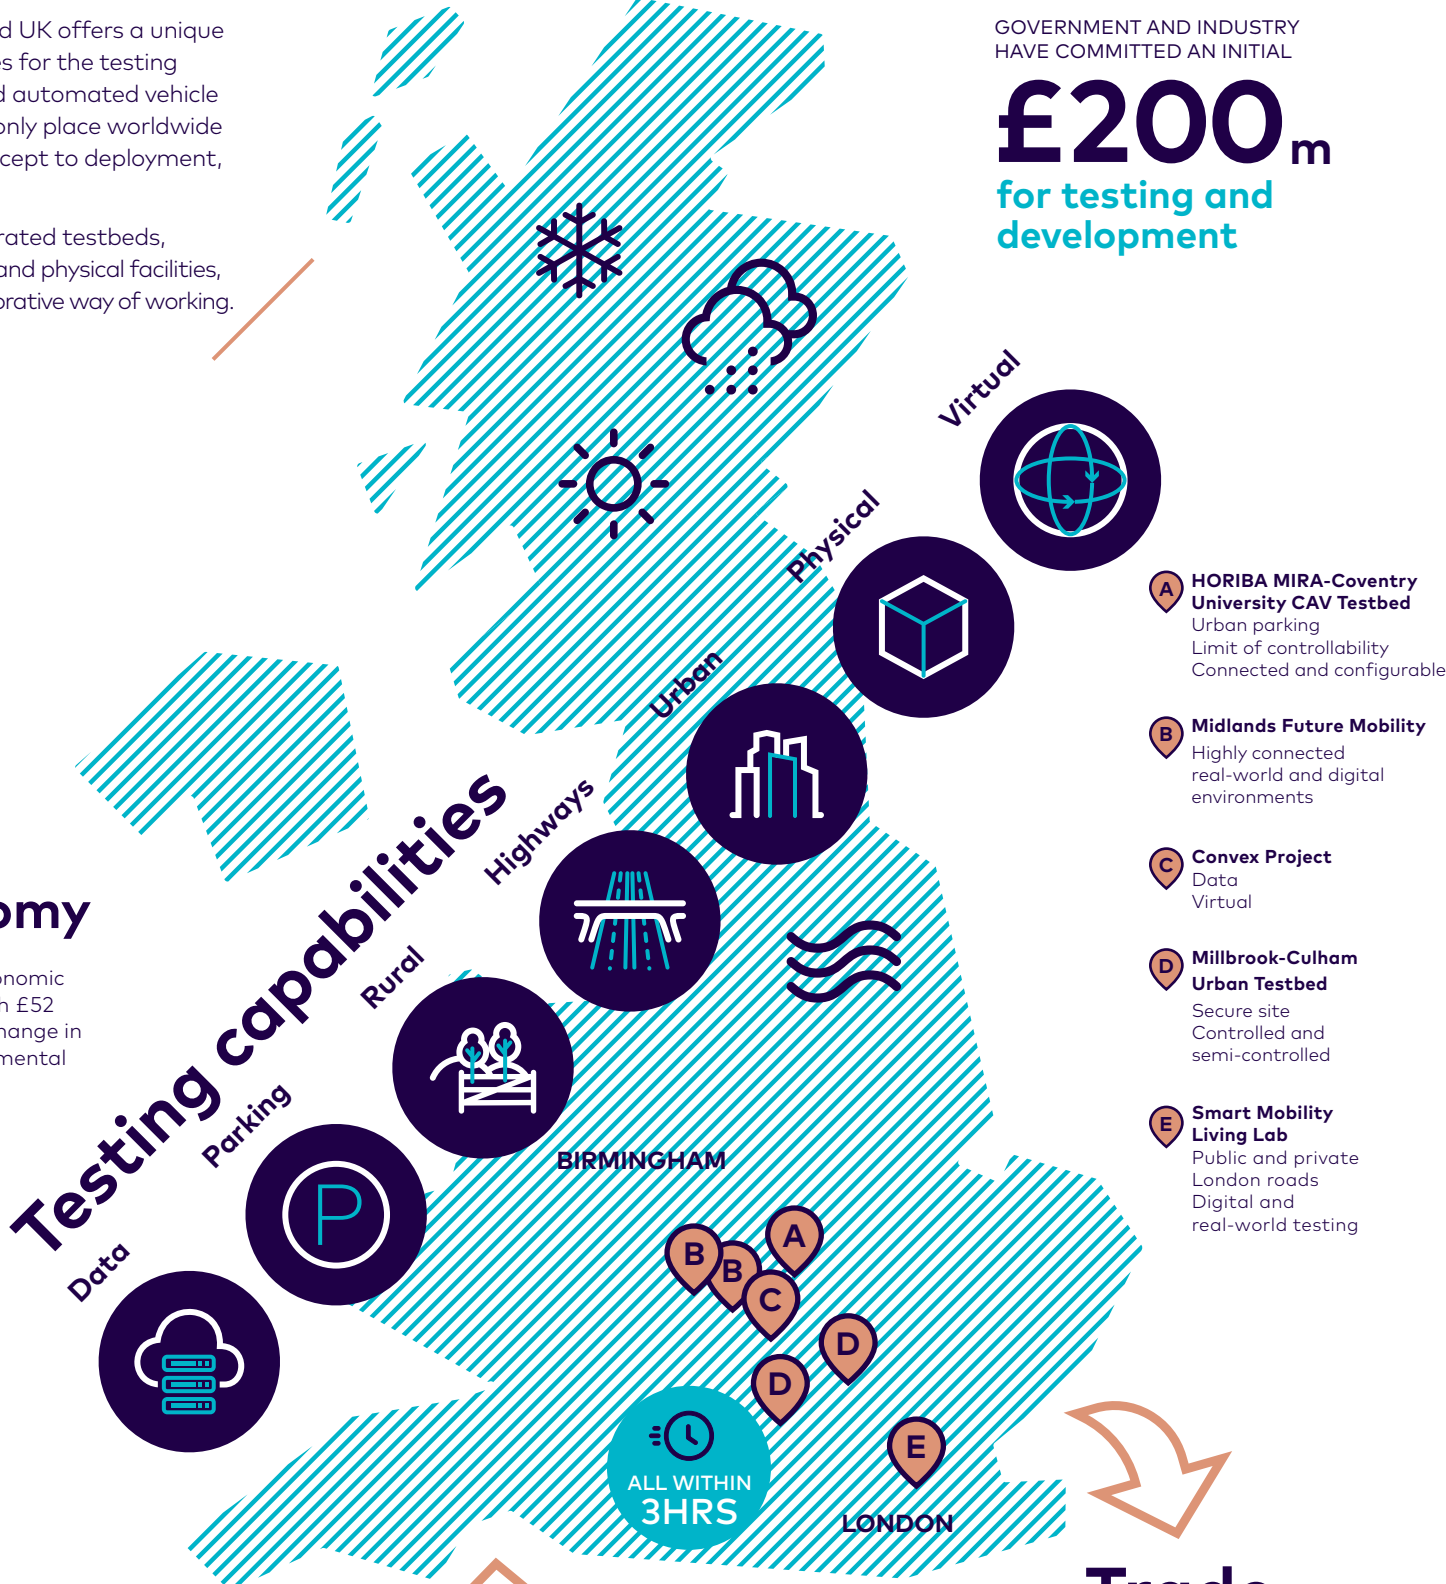 d UK offers a unique
s for the testing
d automated vehicle
only place worldwide
cept to deployment,
rated testbeds,
and physical facilities,
orative way of working.
GOVERNMENT AND INDUSTRY
HAVE COMMITTED AN INITIAL
£200m
for testing and
development
Virtual
Physical
Urban
Highways
Rural
Parking
Data
Testing capabilities
omy
onomic
h £52
hange in
mental
A
HORIBA MIRA-Coventry
University CAV Testbed
Urban parking
Limit of controllability
Connected and configurable
B
Midlands Future Mobility
Highly connected
real-world and digital
environments
C
Convex Project
Data
Virtual
D
Millbrook-Culham
Urban Testbed
Secure site
Controlled and
semi-controlled
E
Smart Mobility
Living Lab
Public and private
London roads
Digital and
real-world testing
P
BIRMINGHAM
A
B
B
C
D
D
E
ALL WITHIN
3HRS
LONDON
Trade